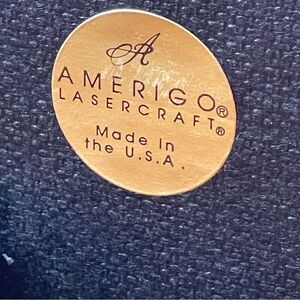 A
AMERIGO®
LASERCRAFT®
Made in
the U.S.A.